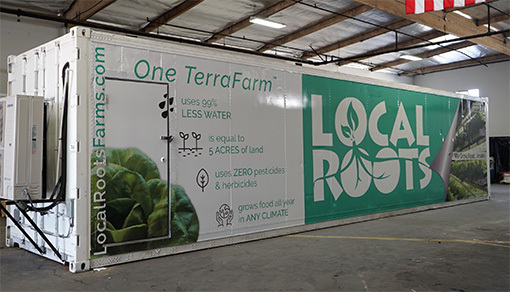 LocalRootsFarms.com
One TerraFarm™
uses 99%
LESS WATER
is equal to
5 ACRES of land
uses ZERO pesticides
& herbicides
grows food all year
in ANY CLIMATE
LOCAL
ROOTS